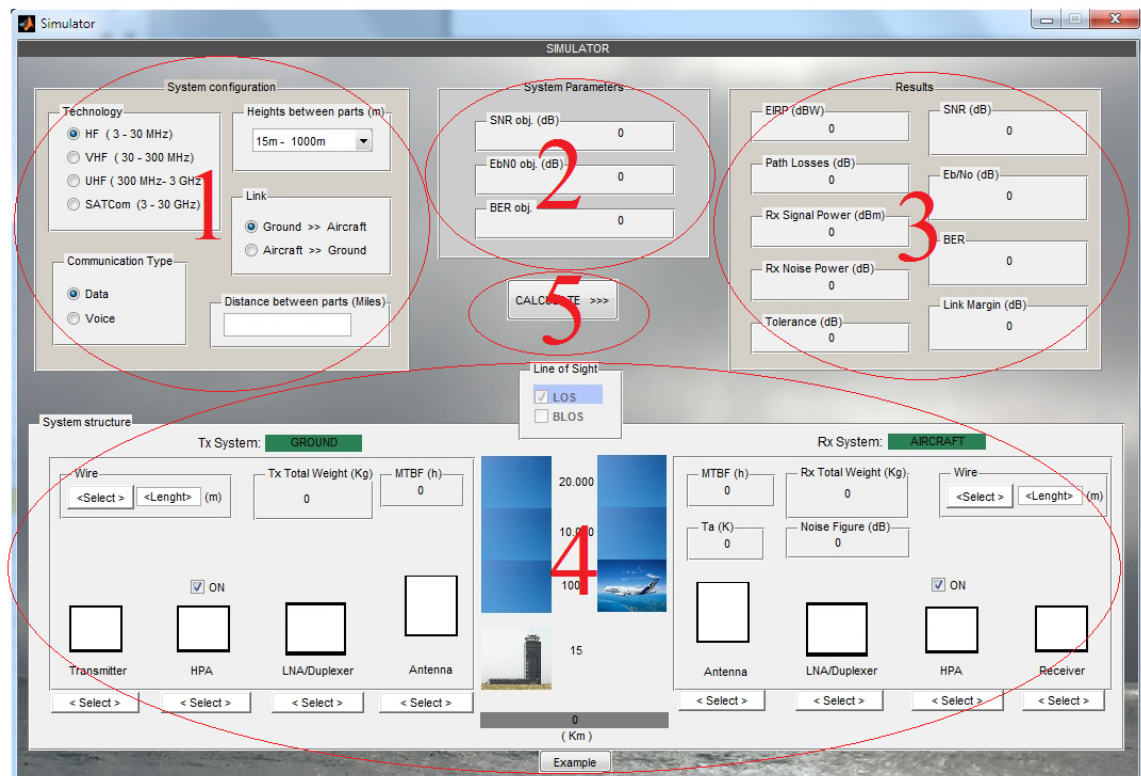 Simulator
SIMULATOR
System configuration
Technology
HF ( 3 - 30 MHz)
VHF ( 30 - 300 MHz)
UHF ( 300 MHz- 3 GHz
SATCom (3 - 30 GHz)
Communication Type
Data
Voice
Heights between parts (m)
15m - 1000m
Link
Ground >> Aircraft
Aircraft >> Ground
Distance between parts (Miles)
1
System Parameters
SNR obj. (dB)
0
EbN0 obj. (dB)
0
BER obj.
0
2
CALCULATE >>>
5
Results
EIRP (dBW)
0
Path Losses (dB)
0
Rx Signal Power (dBm)
0
Rx Noise Power (dB)
0
Tolerance (dB)
0
SNR (dB)
0
Eb/No (dB)
0
BER
0
Link Margin (dB)
0
3
Line of Sight
LOS
BLOS
System structure
Tx System: GROUND
Wire
<Select > <Lenght> (m)
Tx Total Weight (Kg)
0
MTBF (h)
0
ON
Transmitter
HPA
LNA/Duplexer
Antenna
< Select >
< Select >
< Select >
< Select >
20.000
10.000
1000
15
4
0
( Km )
Rx System: AIRCRAFT
MTBF (h)
0
Rx Total Weight (Kg)
0
Wire
<Select > <Lenght> (m)
Ta (K)
0
Noise Figure (dB)
0
ON
Antenna
LNA/Duplexer
HPA
Receiver
< Select >
< Select >
< Select >
< Select >
Example